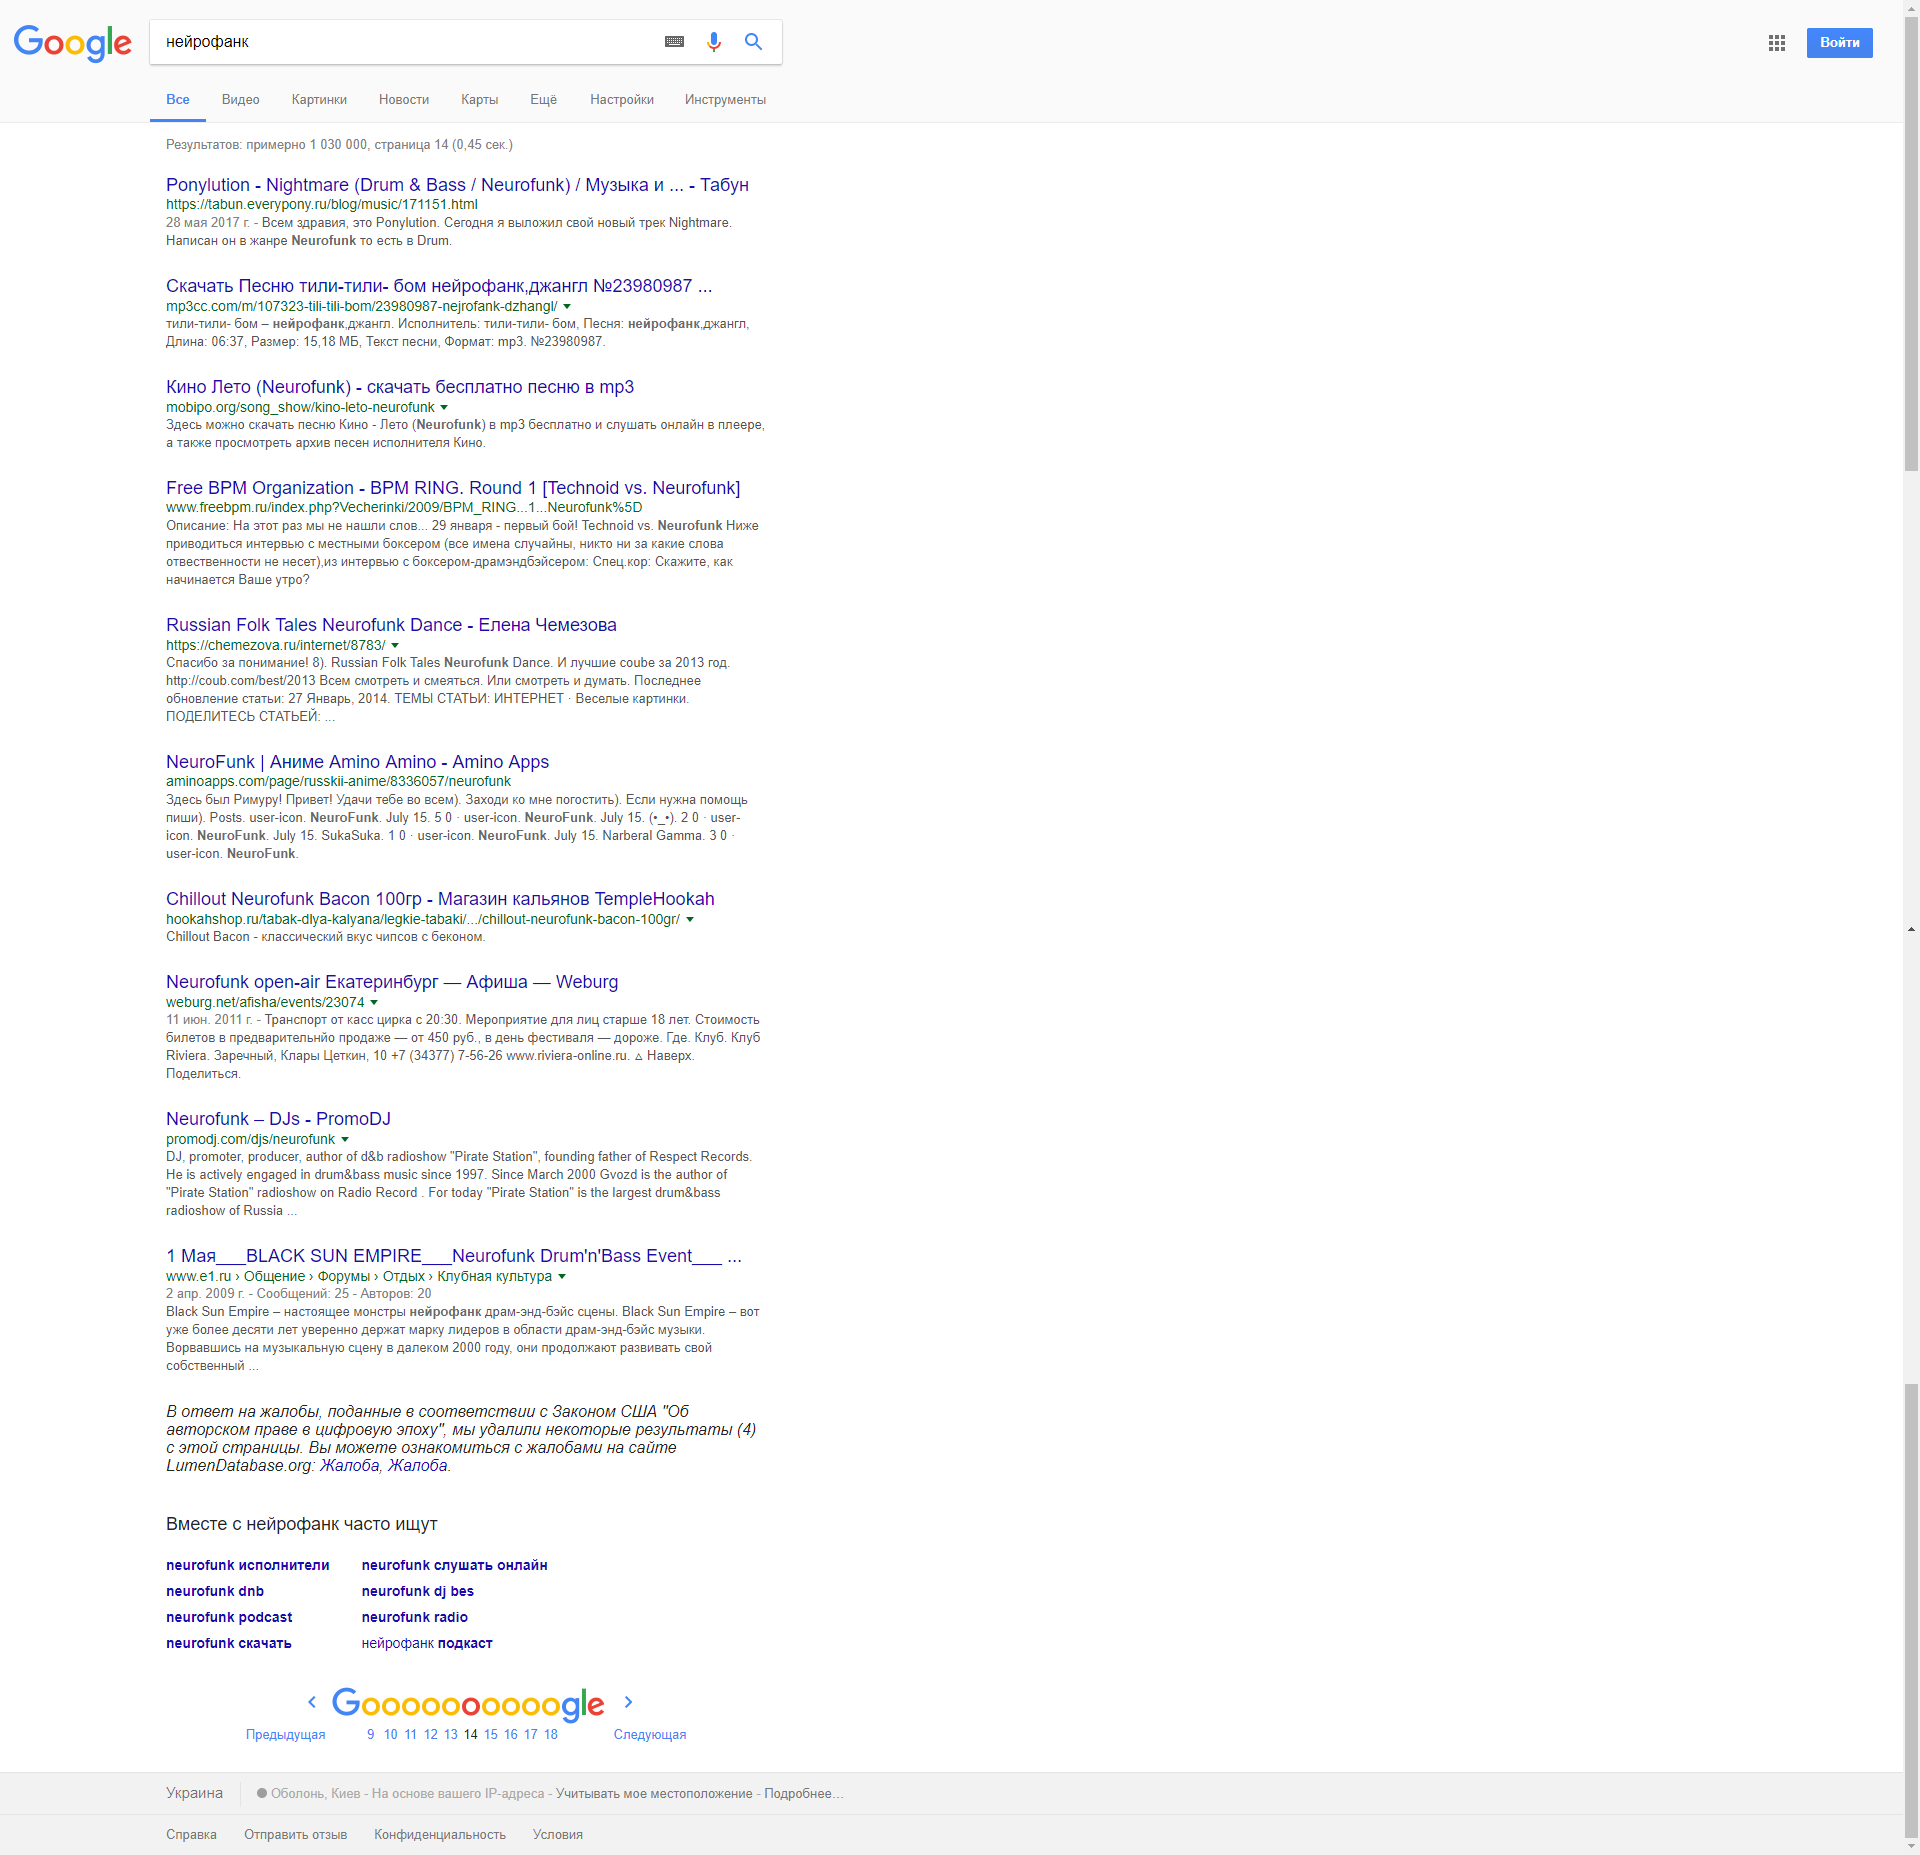 Google
нейрофанк
Войти
Все Видео Картинки Новости Карты Ещё Настройки Инструменты
Результатов: примерно 1 030 000, страница 14 (0,45 сек.)
Ponylution - Nightmare (Drum & Bass / Neurofunk) / Музыка и ... - Табун
https://tabun.everypony.ru/blog/music/171151.html
28 мая 2017 г. - Всем здравия, это Ponylution. Сегодня я выложил свой новый трек Nightmare.
Написан он в жанре Neurofunk то есть в Drum.
Скачать Песню тили-тили- бом нейрофанк,джангл №23980987 ...
mp3cc.com/m/107323-tili-tili-bom/23980987-nejrofank-dzhangl/
тили-тили- бом – нейрофанк,джангл. Исполнитель: тили-тили- бом, Песня: нейрофанк,джангл,
Длина: 06:37, Размер: 15,18 МБ, Текст песни, Формат: mp3. №23980987.
Кино Лето (Neurofunk) - скачать бесплатно песню в mp3
mobipo.org/song_show/kino-leto-neurofunk
Здесь можно скачать песню Кино - Лето (Neurofunk) в mp3 бесплатно и слушать онлайн в плеере,
а также просмотреть архив песен исполнителя Кино.
Free BPM Organization - BPM RING. Round 1 [Technoid vs. Neurofunk]
www.freebpm.ru/index.php?Vecherinki/2009/BPM_RING...1...Neurofunk%5D
Описание: На этот раз мы не нашли слов... 29 января - первый бой! Technoid vs. Neurofunk Ниже
приводиться интервью с местными боксером (все имена случайны, никто ни за какие слова
отвественности не несет),из интервью с боксером-драмэндбэйсером: Спец.кор: Скажите, как
начинается Ваше утро?
Russian Folk Tales Neurofunk Dance - Елена Чемезова
https://chemezova.ru/internet/8783/
Спасибо за понимание! 8). Russian Folk Tales Neurofunk Dance. И лучшие coube за 2013 год.
http://coub.com/best/2013 Всем смотреть и смеяться. Или смотреть и думать. Последнее
обновление статьи: 27 Январь, 2014. ТЕМЫ СТАТЬИ: ИНТЕРНЕТ · Веселые картинки.
ПОДЕЛИТЕСЬ СТАТЬЕЙ: ...
NeuroFunk | Аниме Amino Amino - Amino Apps
aminoapps.com/page/russkii-anime/8336057/neurofunk
Здесь был Римуру! Привет! Удачи тебе во всем). Заходи ко мне погостить). Если нужна помощь
пиши). Posts. user-icon. NeuroFunk. July 15. 5 0 · user-icon. NeuroFunk. July 15. (•_•). 2 0 · user-
icon. NeuroFunk. July 15. SukaSuka. 1 0 · user-icon. NeuroFunk. July 15. Narberal Gamma. 3 0 ·
user-icon. NeuroFunk.
Chillout Neurofunk Bacon 100гр - Магазин кальянов TempleHookah
hookahshop.ru/tabak-dlya-kalyana/legkie-tabaki/.../chillout-neurofunk-bacon-100gr/
Chillout Bacon - классический вкус чипсов с беконом.
Neurofunk open-air Екатеринбург — Афиша — Weburg
weburg.net/afisha/events/23074
11 июн. 2011 г. - Транспорт от касс цирка с 20:30. Мероприятие для лиц старше 18 лет. Стоимость
билетов в предварительнйо продаже — от 450 руб., в день фестиваля — дороже. Где. Клуб. Клуб
Riviera. Заречный, Клары Цеткин, 10 +7 (34377) 7-56-26 www.riviera-online.ru. △ Наверх.
Поделиться.
Neurofunk – DJs - PromoDJ
promodj.com/djs/neurofunk
DJ, promoter, producer, author of d&b radioshow "Pirate Station", founding father of Respect Records.
He is actively engaged in drum&bass music since 1997. Since March 2000 Gvozd is the author of
"Pirate Station" radioshow on Radio Record . For today "Pirate Station" is the largest drum&bass
radioshow of Russia ...
1 Мая___BLACK SUN EMPIRE___Neurofunk Drum'n'Bass Event___ ...
www.e1.ru › Общение › Форумы › Отдых › Клубная культура
2 апр. 2009 г. - Сообщений: 25 - Авторов: 20
Black Sun Empire – настоящее монстры нейрофанк драм-энд-бэйс сцены. Black Sun Empire – вот
уже более десяти лет уверенно держат марку лидеров в области драм-энд-бэйс музыки.
Ворвавшись на музыкальную сцену в далеком 2000 году, они продолжают развивать свой
собственный ...
В ответ на жалобы, поданные в соответствии с Законом США "Об
авторском праве в цифровую эпоху", мы удалили некоторые результаты (4)
с этой страницы. Вы можете ознакомиться с жалобами на сайте
LumenDatabase.org: Жалоба, Жалоба.
Вместе с нейрофанк часто ищут
neurofunk исполнители neurofunk слушать онлайн
neurofunk dnb neurofunk dj bes
neurofunk podcast neurofunk radio
neurofunk скачать нейрофанк подкаст
Goooooooooogle
Предыдущая 9 10 11 12 13 14 15 16 17 18 Следующая
Украина Оболонь, Киев - На основе вашего IP-адреса - Учитывать мое местоположение - Подробнее…
Справка Отправить отзыв Конфиденциальность Условия